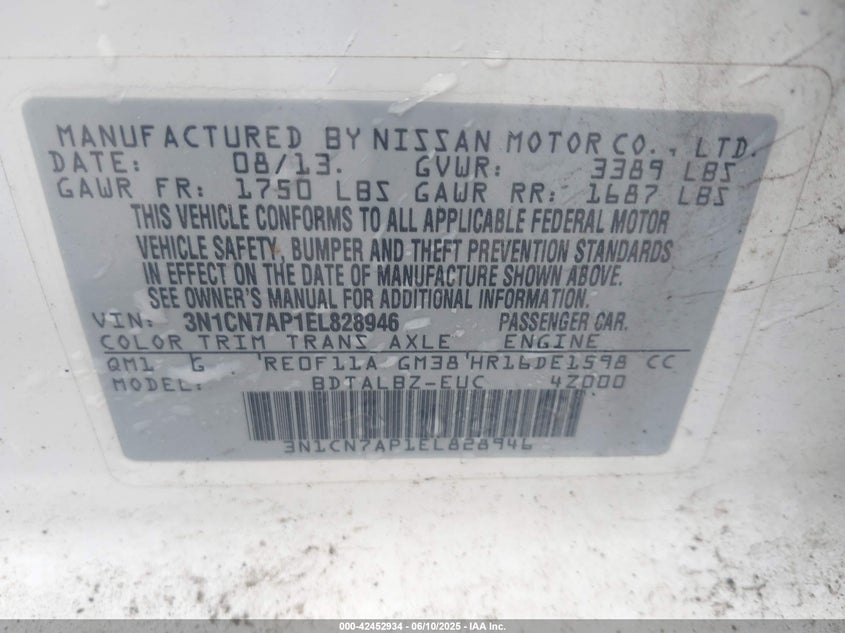 MANUFACTURED BY NISSAN MOTOR CO., LTD.
DATE: 08/13. GVWR: 3389 LBS
GAWR FR: 1750 LBS GAWR RR: 1687 LBS
THIS VEHICLE CONFORMS TO ALL APPLICABLE FEDERAL MOTOR
VEHICLE SAFETY, BUMPER AND THEFT PREVENTION STANDARDS
IN EFFECT ON THE DATE OF MANUFACTURE SHOWN ABOVE.
SEE OWNER'S MANUAL FOR ADDITIONAL INFORMATION
VIN: 3N1CN7AP1EL828946 PASSENGER CAR.
COLOR TRIM TRANS AXLE ENGINE
QM1 G RE0F11A GM38 HR16DE1598 CC
MODEL: BDTALBZ-EUC 4Z000
3N1CN7AP1EL828946
000-42452934 - 06/10/2025 - IAA Inc.